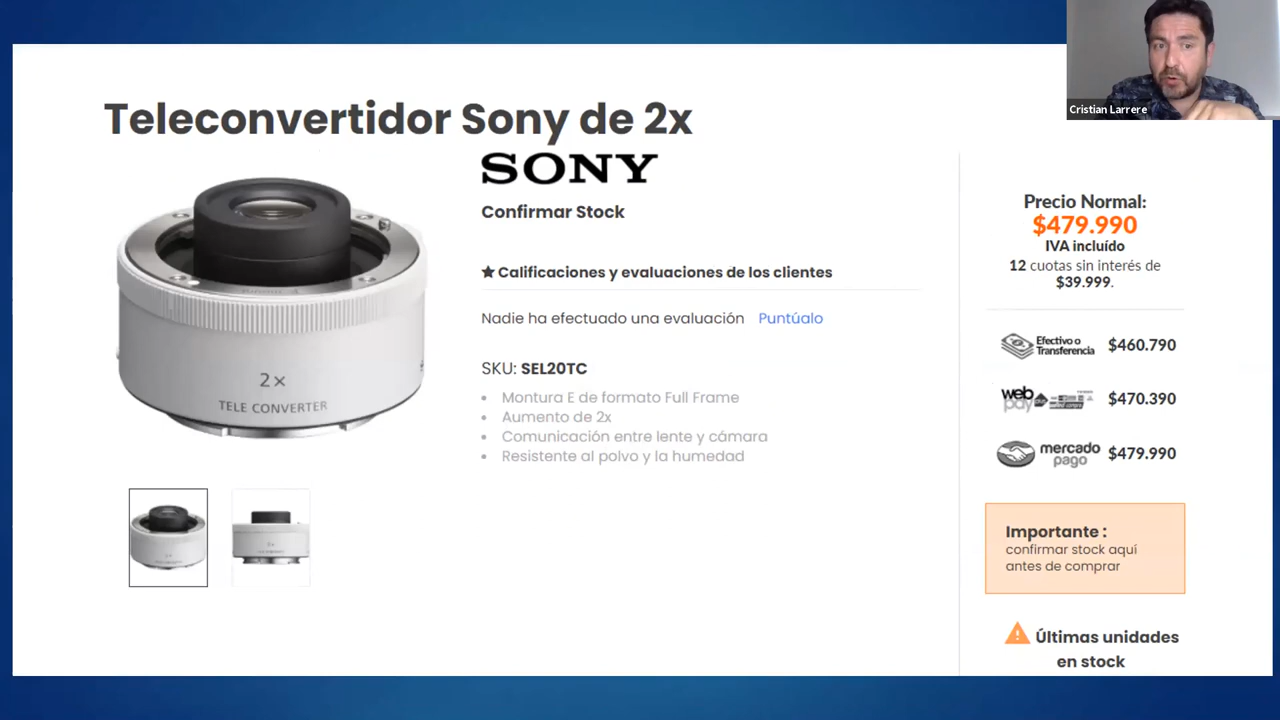 Cristian Larrere
Teleconvertidor Sony de 2x
SONY
Confirmar Stock
Calificaciones y evaluaciones de los clientes
Nadie ha efectuado una evaluación Puntúalo
SKU: SEL20TC
Montura E de formato Full Frame
Aumento de 2x
Comunicación entre lente y cámara
Resistente al polvo y la humedad
2x
TELE CONVERTER
Precio Normal:
$479.990
IVA incluído
12 cuotas sin interés de
$39.999.
Efectivo o
Transferencia
$460.790
web
pay
$470.390
mercado
pago
$479.990
Importante :
confirmar stock aquí
antes de comprar
Últimas unidades
en stock